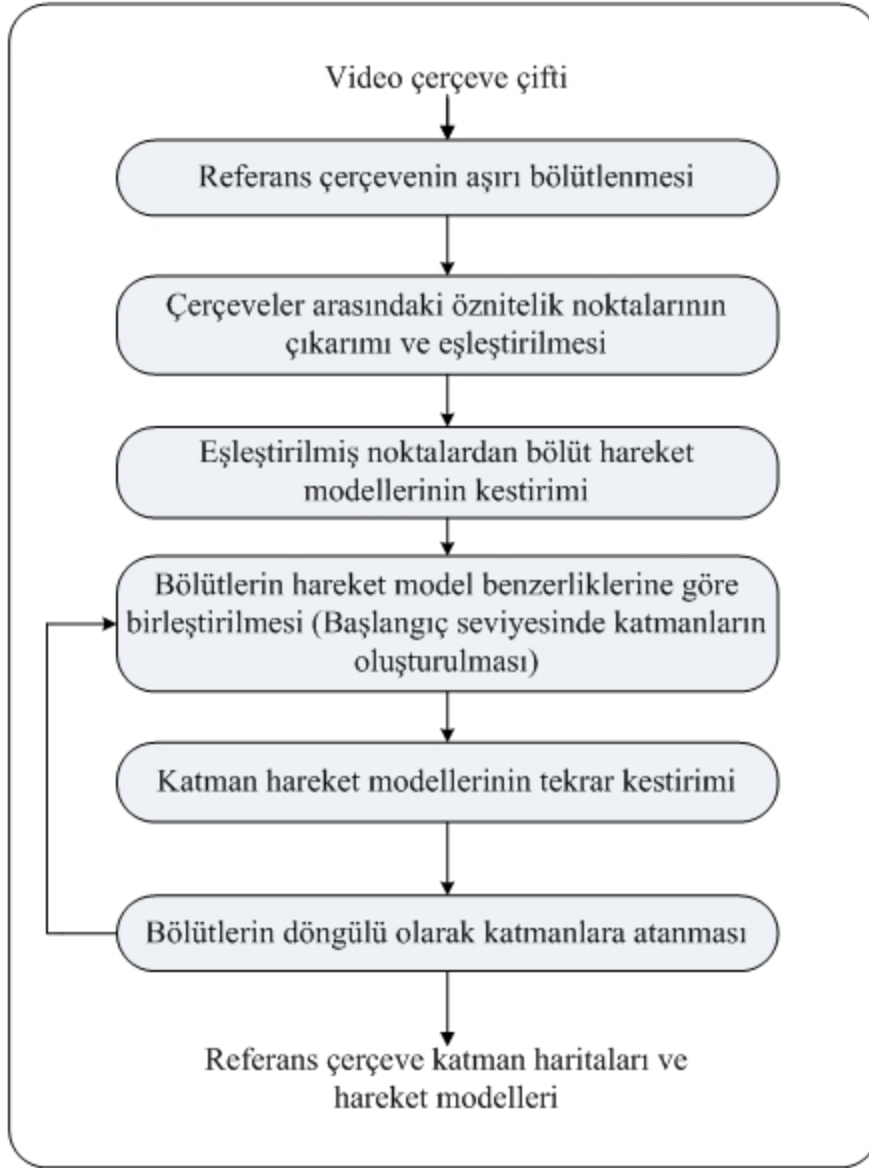 Video çerçeve çifti
Referans çerçevenin aşırı bölütlenmesi
Çerçeveler arasındaki öznitelik noktalarının
çıkarımı ve eşleştirilmesi
Eşleştirilmiş noktalardan bölüt hareket
modellerinin kestirimi
Bölütlerin hareket model benzerliklerine göre
birleştirilmesi (Başlangıç seviyesinde katmanların
oluşturulması)
Katman hareket modellerinin tekrar kestirimi
Bölütlerin döngülü olarak katmanlara atanması
Referans çerçeve katman haritaları ve
hareket modelleri